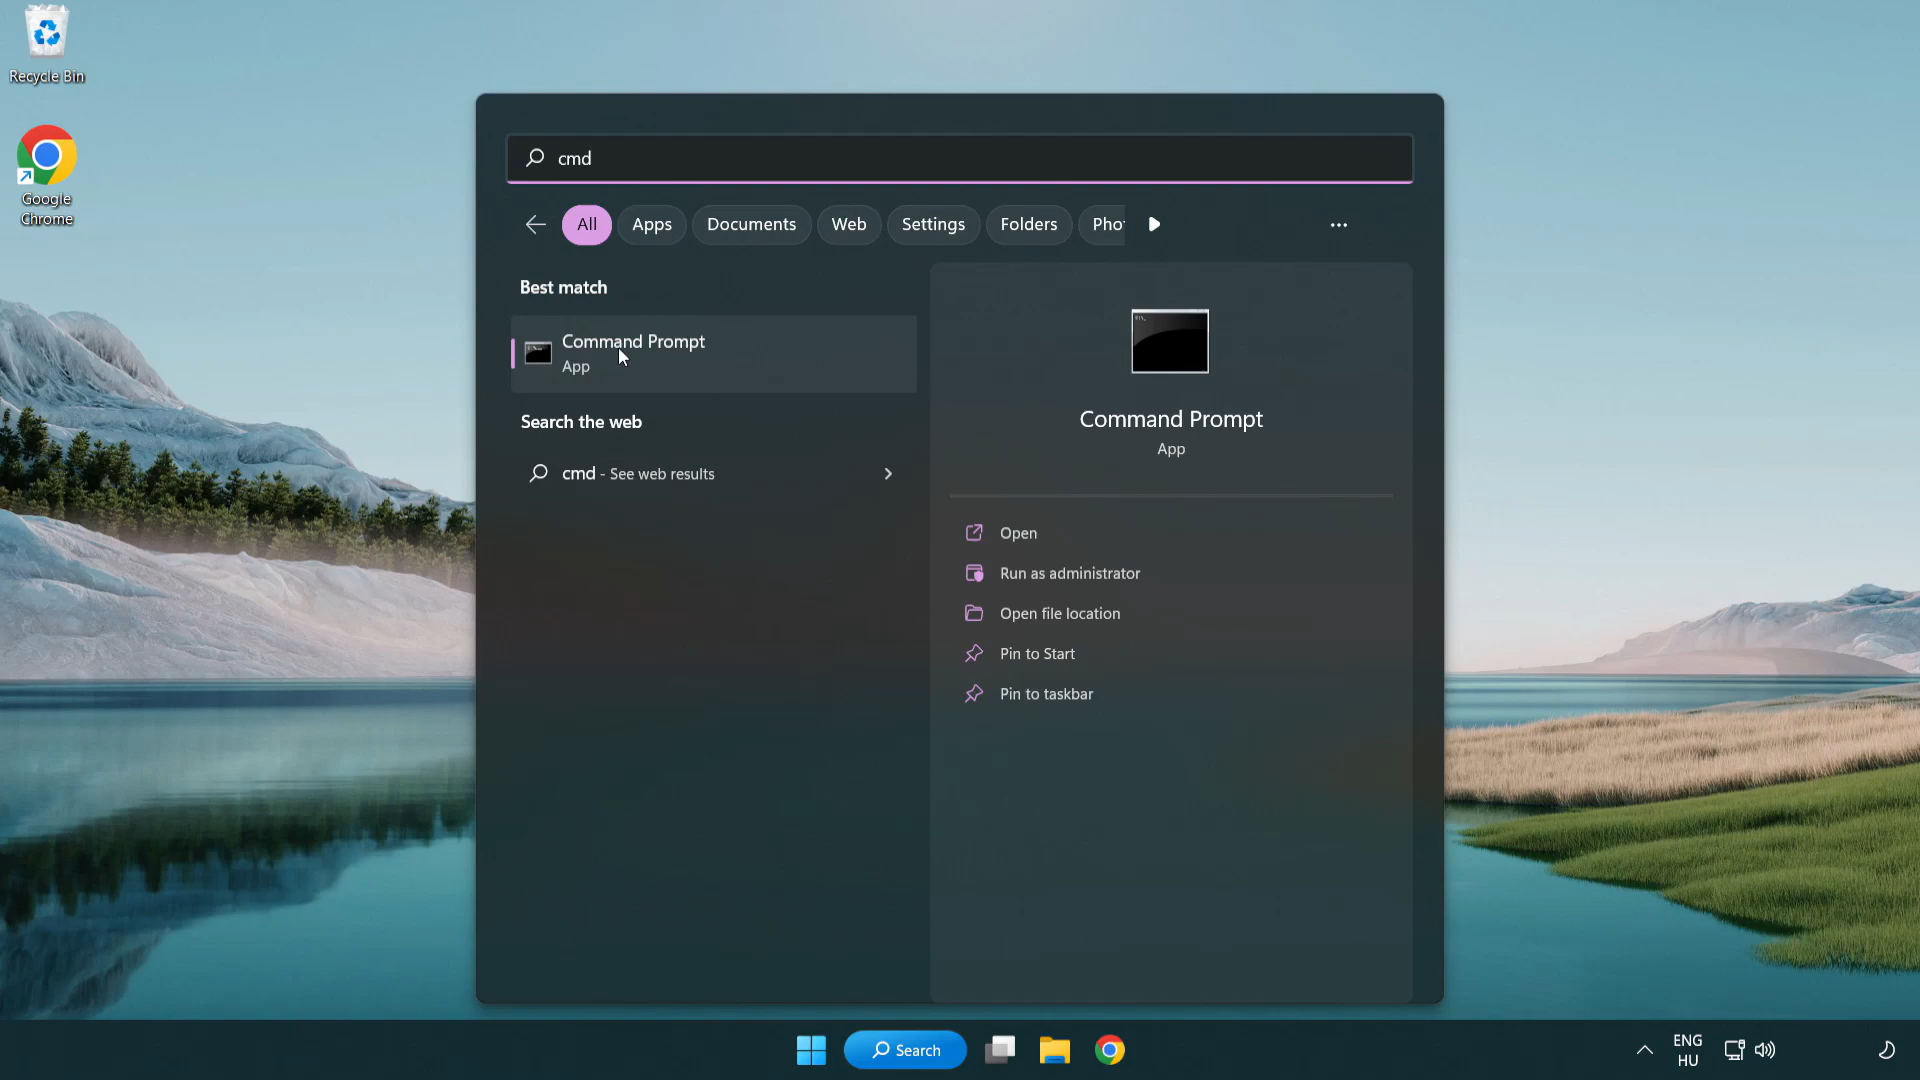 Recycle Bin
Google
Chrome
cmd
All
Apps
Documents
Web
Settings
Folders
Pho
Best match
Command Prompt
App
Search the web
cmd - See web results
Command Prompt
App
Open
Run as administrator
Open file location
Pin to Start
Pin to taskbar
Search
ENG
HU